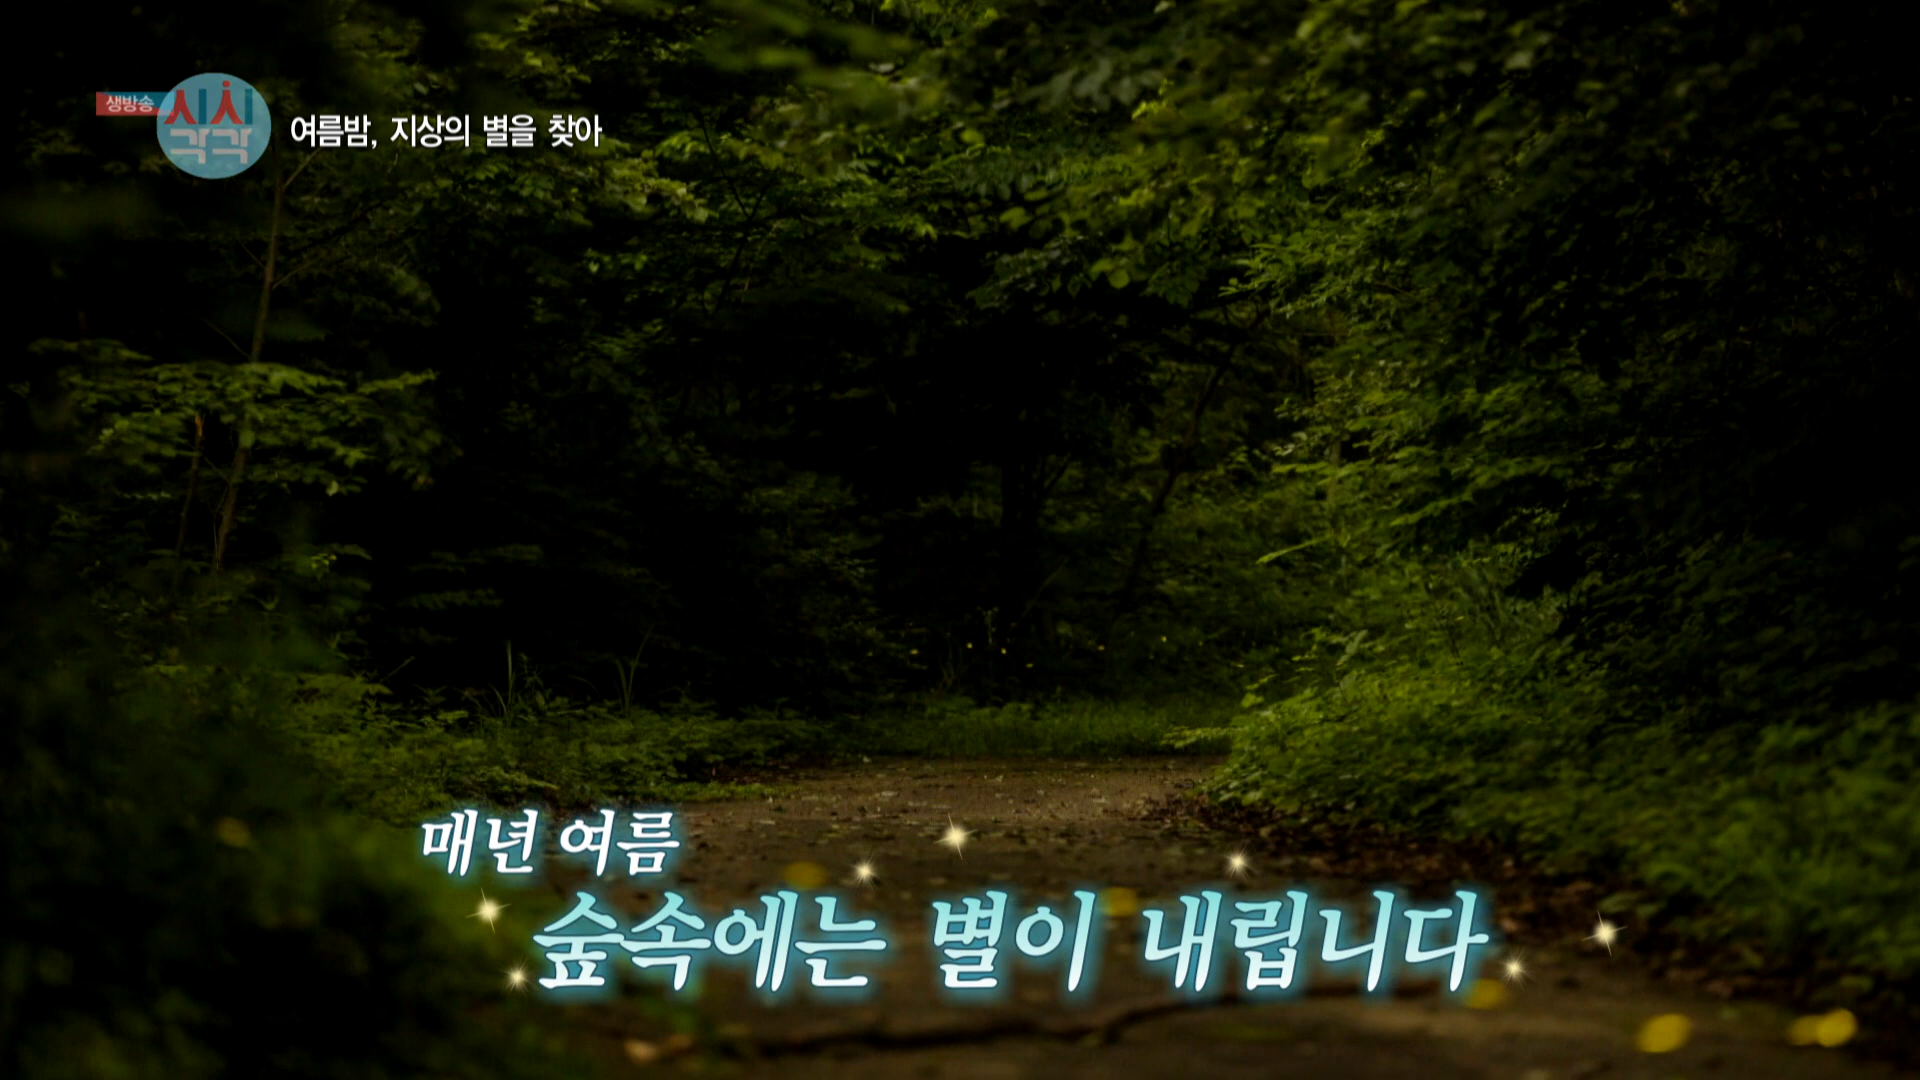 생방송
시시각각
여름밤, 지상의 별을 찾아
매년 여름
숲속에는 별이 내립니다